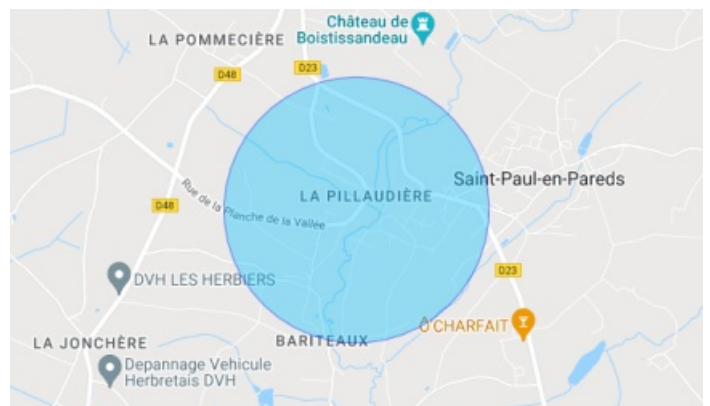 Château de
Boistissandeau
LA POMMECIÈRE
D23
D48
Saint-Paul-en-Pareds
LA PILLAUDIÈRE
D48
Rue de la Planche de la Vallée
D23
DVH LES HERBIERS
Ô CHARFAIT
BARITEAUX
LA JONCHÈRE
Depannage Vehicule
Herbretais DVH